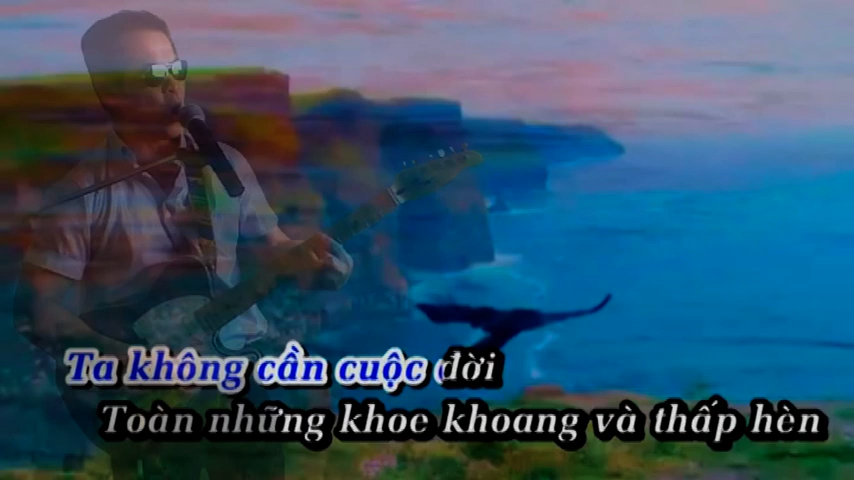 Ta không cần cuộc đời
Toàn những khoe khoang và thấp hèn